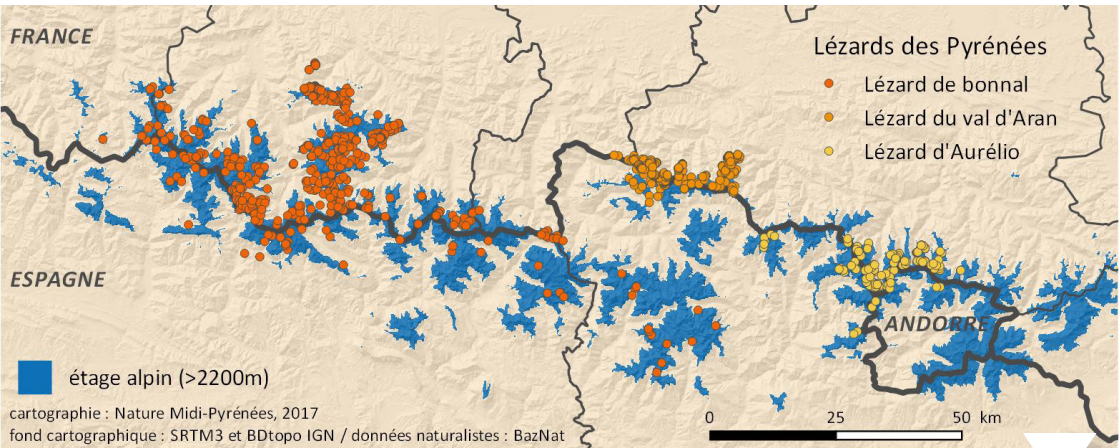 FRANCE
Lézards des Pyrénées
Lézard de bonnal
Lézard du val d'Aran
Lézard d'Aurélio
ESPAGNE
ANDORRE
étage alpin (>2200m)
cartographie : Nature Midi-Pyrénées, 2017
fond cartographique : SRTM3 et BDtopo IGN / données naturalistes : BazNat
0 25 50 km